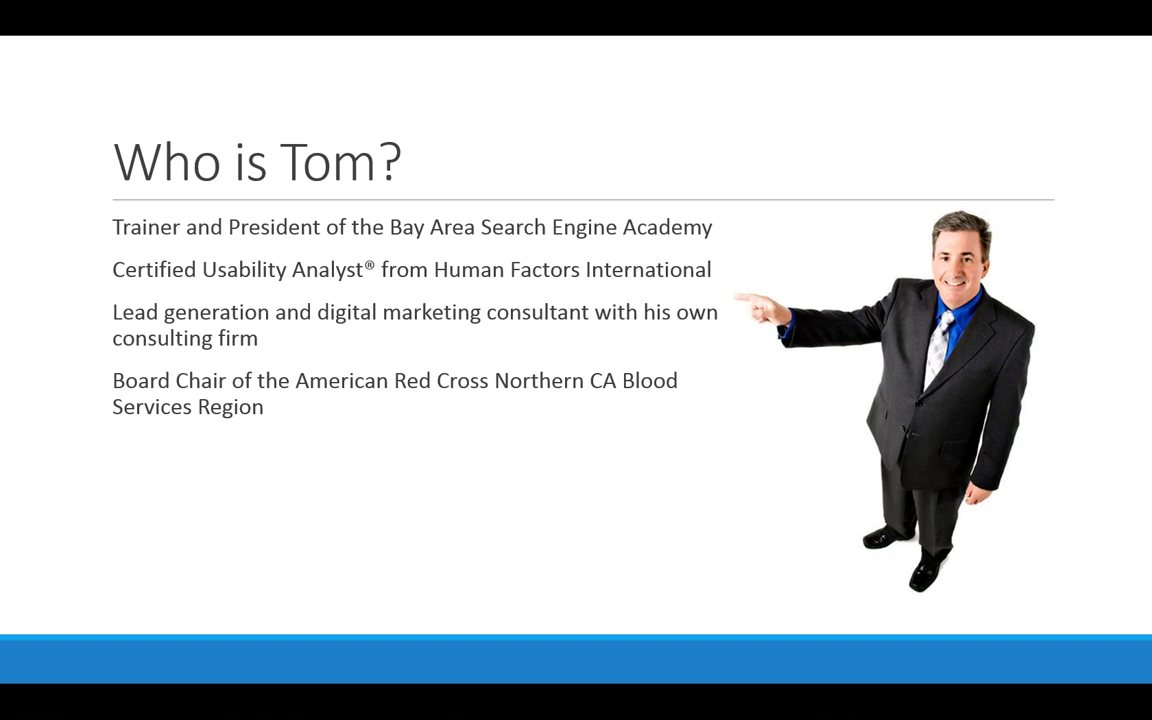 Who is Tom?
Trainer and President of the Bay Area Search Engine Academy
Certified Usability Analyst® from Human Factors International
Lead generation and digital marketing consultant with his own
consulting firm
Board Chair of the American Red Cross Northern CA Blood
Services Region